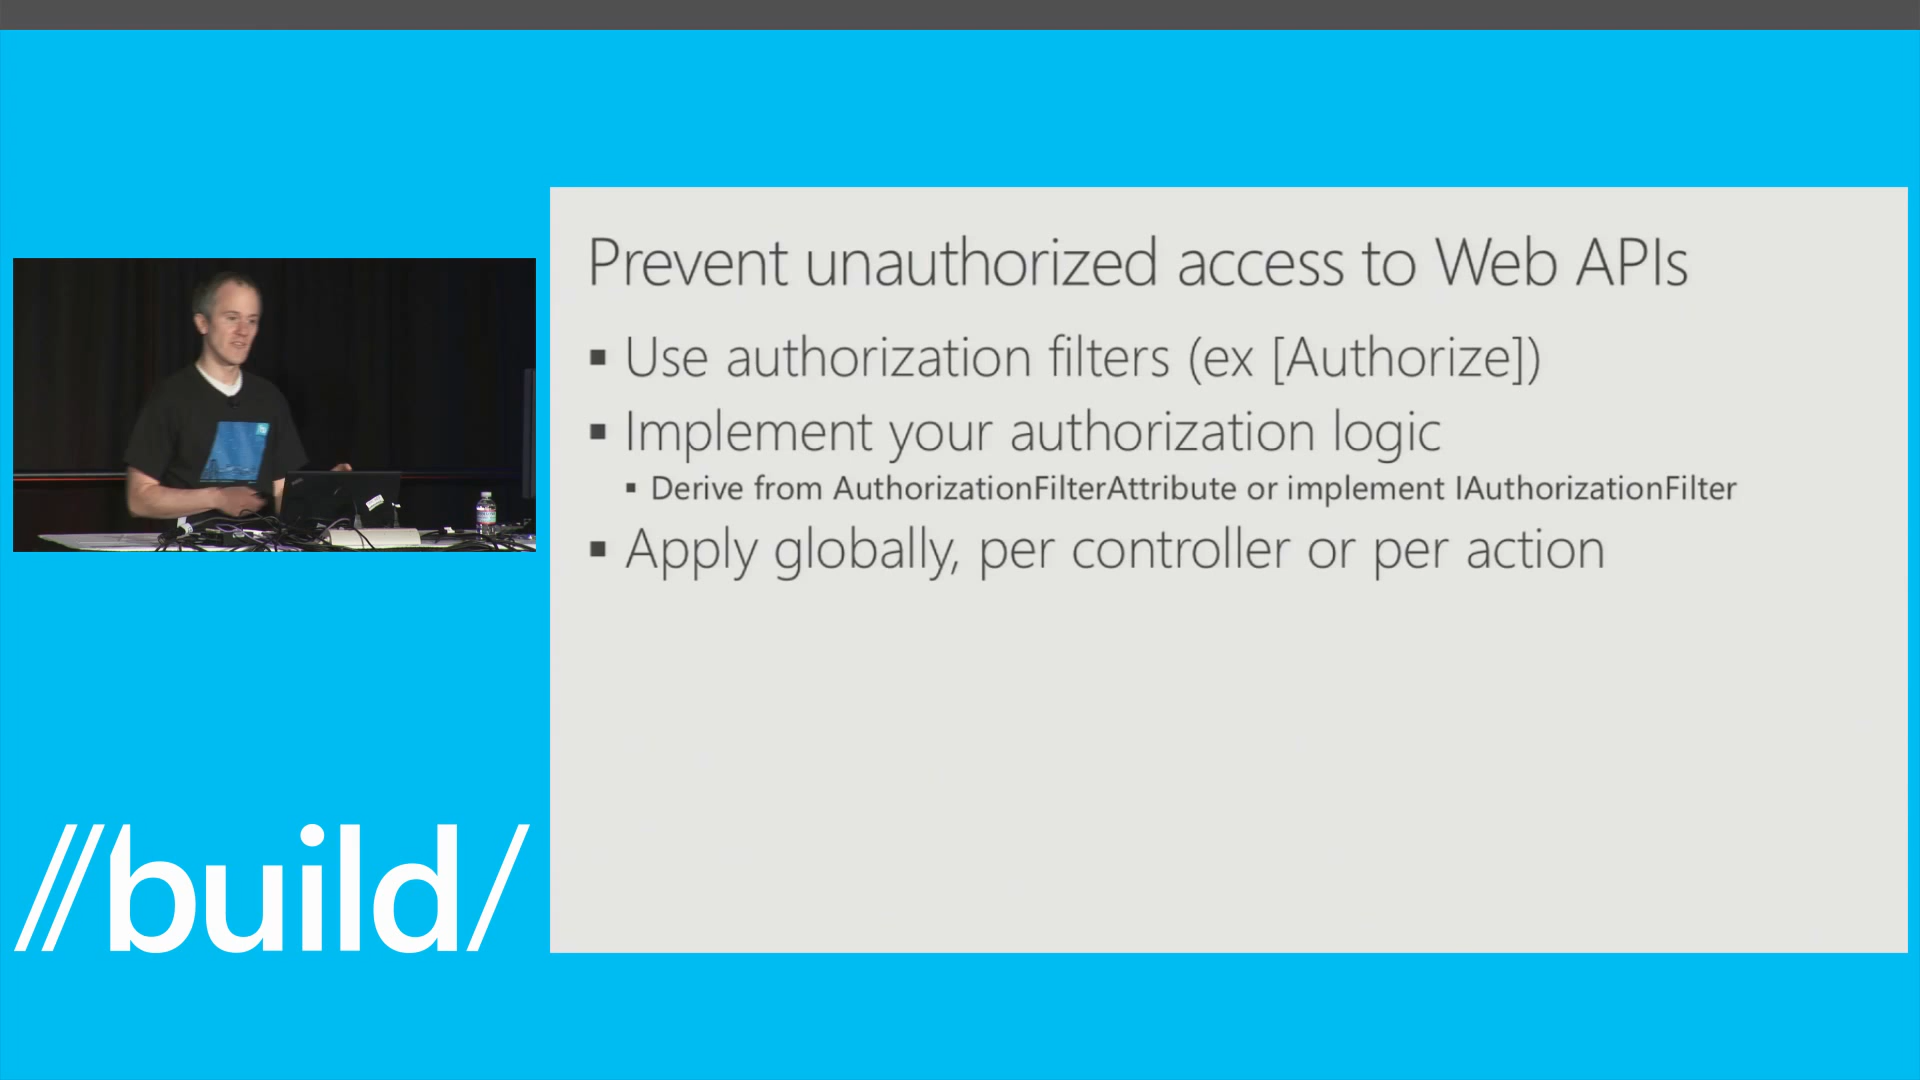 Prevent unauthorized access to Web APIs
▪ Use authorization filters (ex [Authorize])
▪ Implement your authorization logic
▪ Derive from AuthorizationFilterAttribute or implement IAuthorizationFilter
▪ Apply globally, per controller or per action
//build/